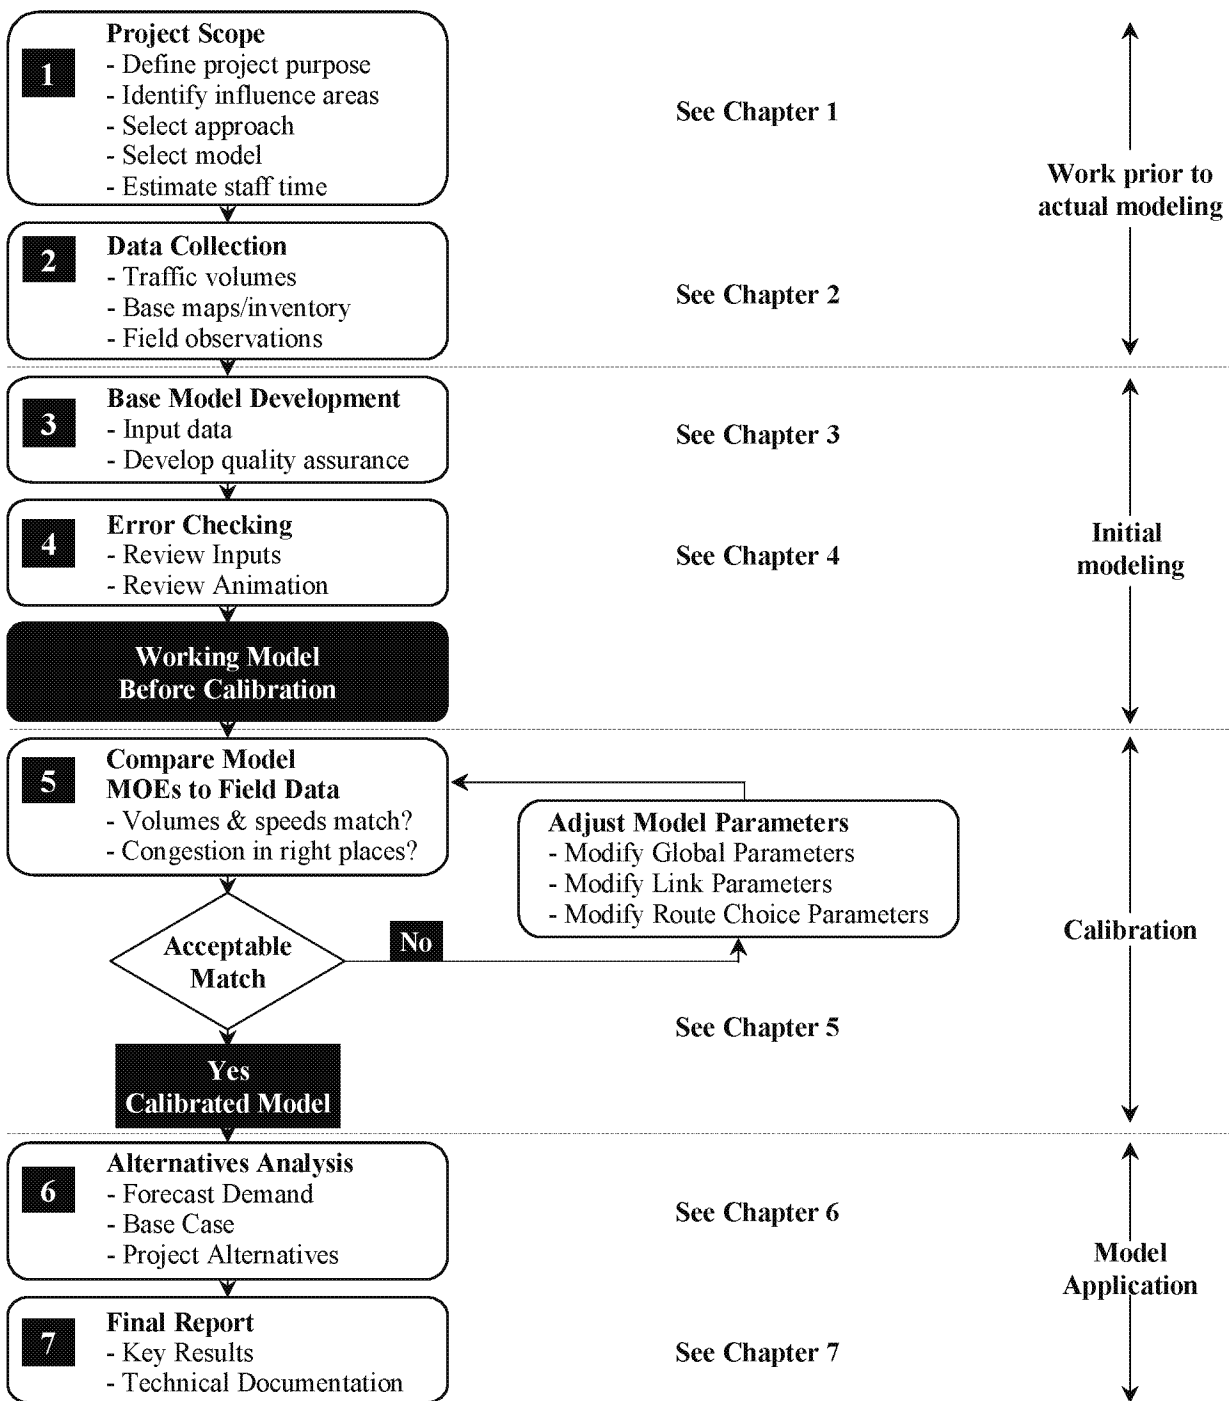 1
Project Scope
- Define project purpose
- Identify influence areas
- Select approach
- Select model
- Estimate staff time
See Chapter 1
Work prior to
actual modeling
2
Data Collection
- Traffic volumes
- Base maps/inventory
- Field observations
See Chapter 2
3
Base Model Development
- Input data
- Develop quality assurance
See Chapter 3
4
Error Checking
- Review Inputs
- Review Animation
See Chapter 4
Initial
modeling
Working Model
Before Calibration
5
Compare Model
MOEs to Field Data
- Volumes & speeds match?
- Congestion in right places?
Adjust Model Parameters
- Modify Global Parameters
- Modify Link Parameters
- Modify Route Choice Parameters
Calibration
Acceptable
Match
No
See Chapter 5
Yes
Calibrated Model
6
Alternatives Analysis
- Forecast Demand
- Base Case
- Project Alternatives
See Chapter 6
Model
Application
7
Final Report
- Key Results
- Technical Documentation
See Chapter 7